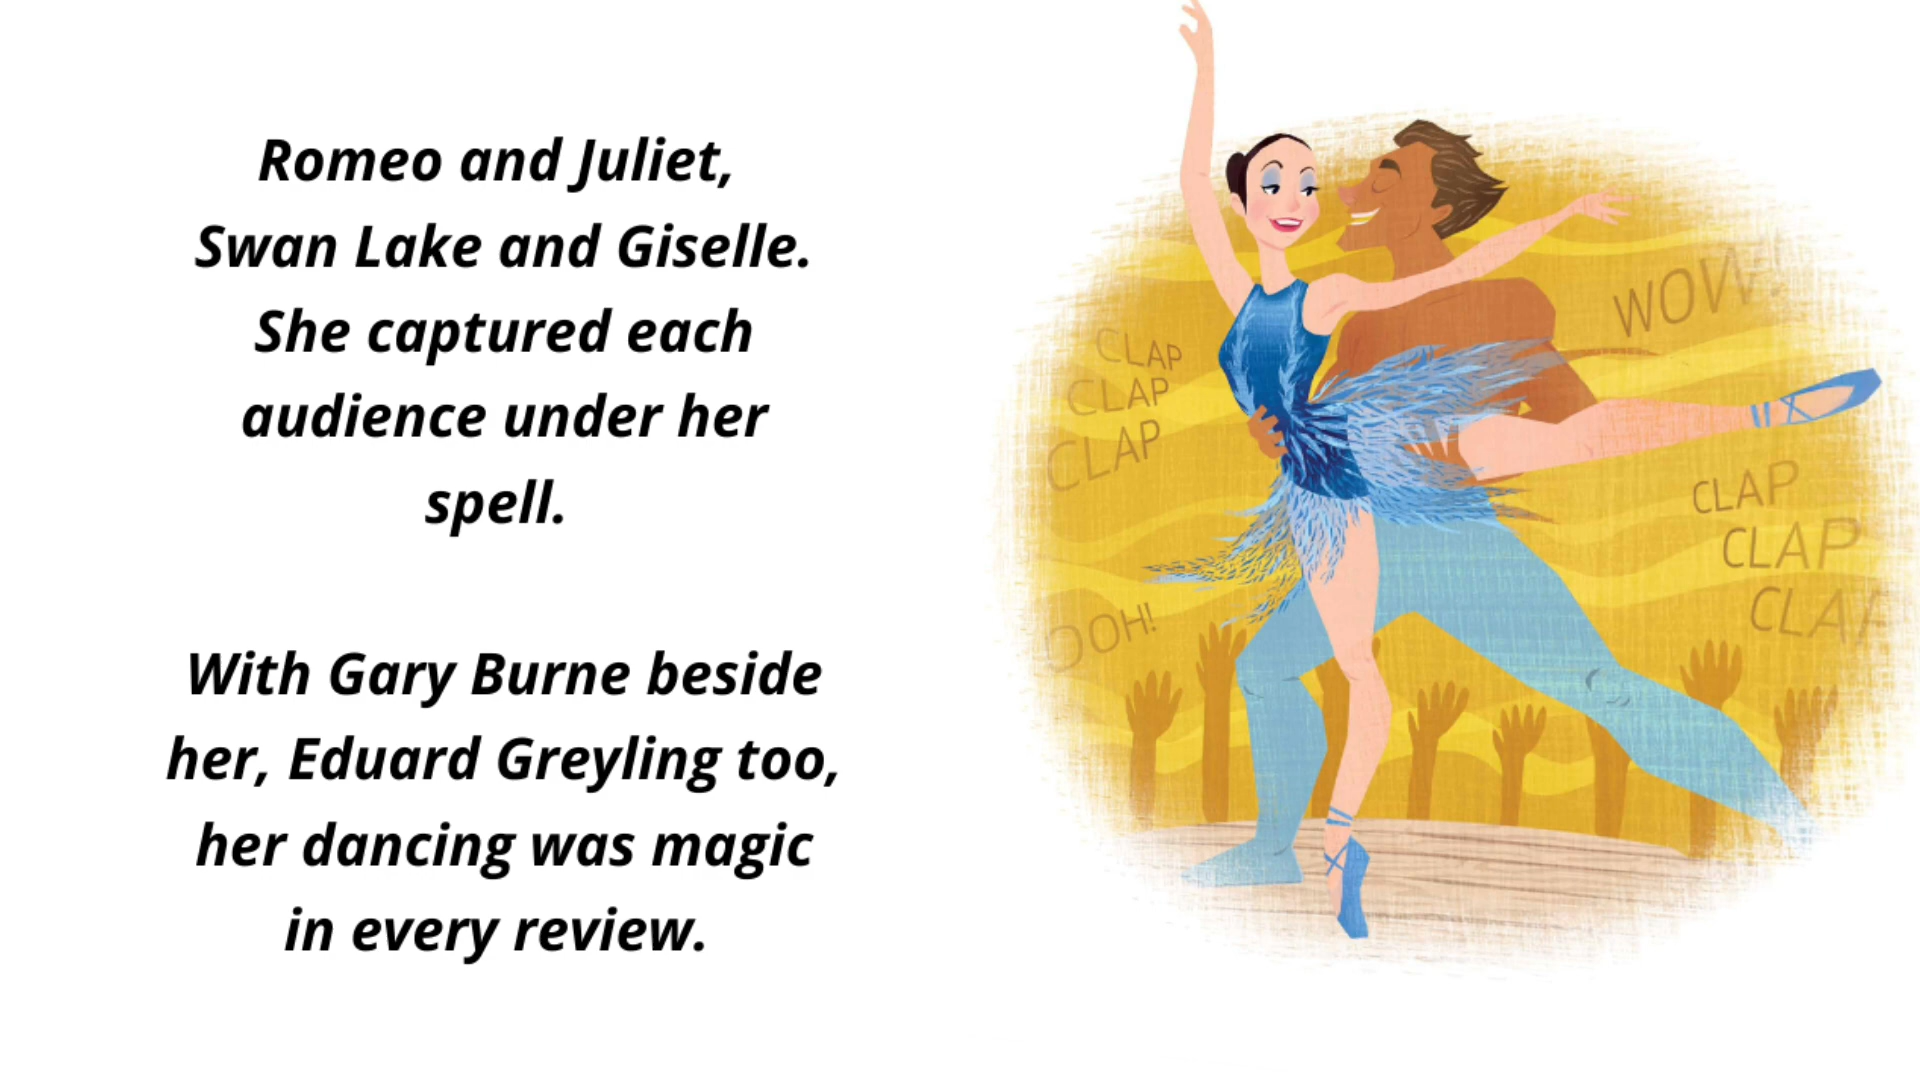 Romeo and Juliet,
Swan Lake and Giselle.
She captured each
audience under her
spell.
With Gary Burne beside
her, Eduard Greyling too,
her dancing was magic
in every review.
WOW!
CLAP
CLAP
CLAP
CLAP
CLAP
CLAP
OOH!